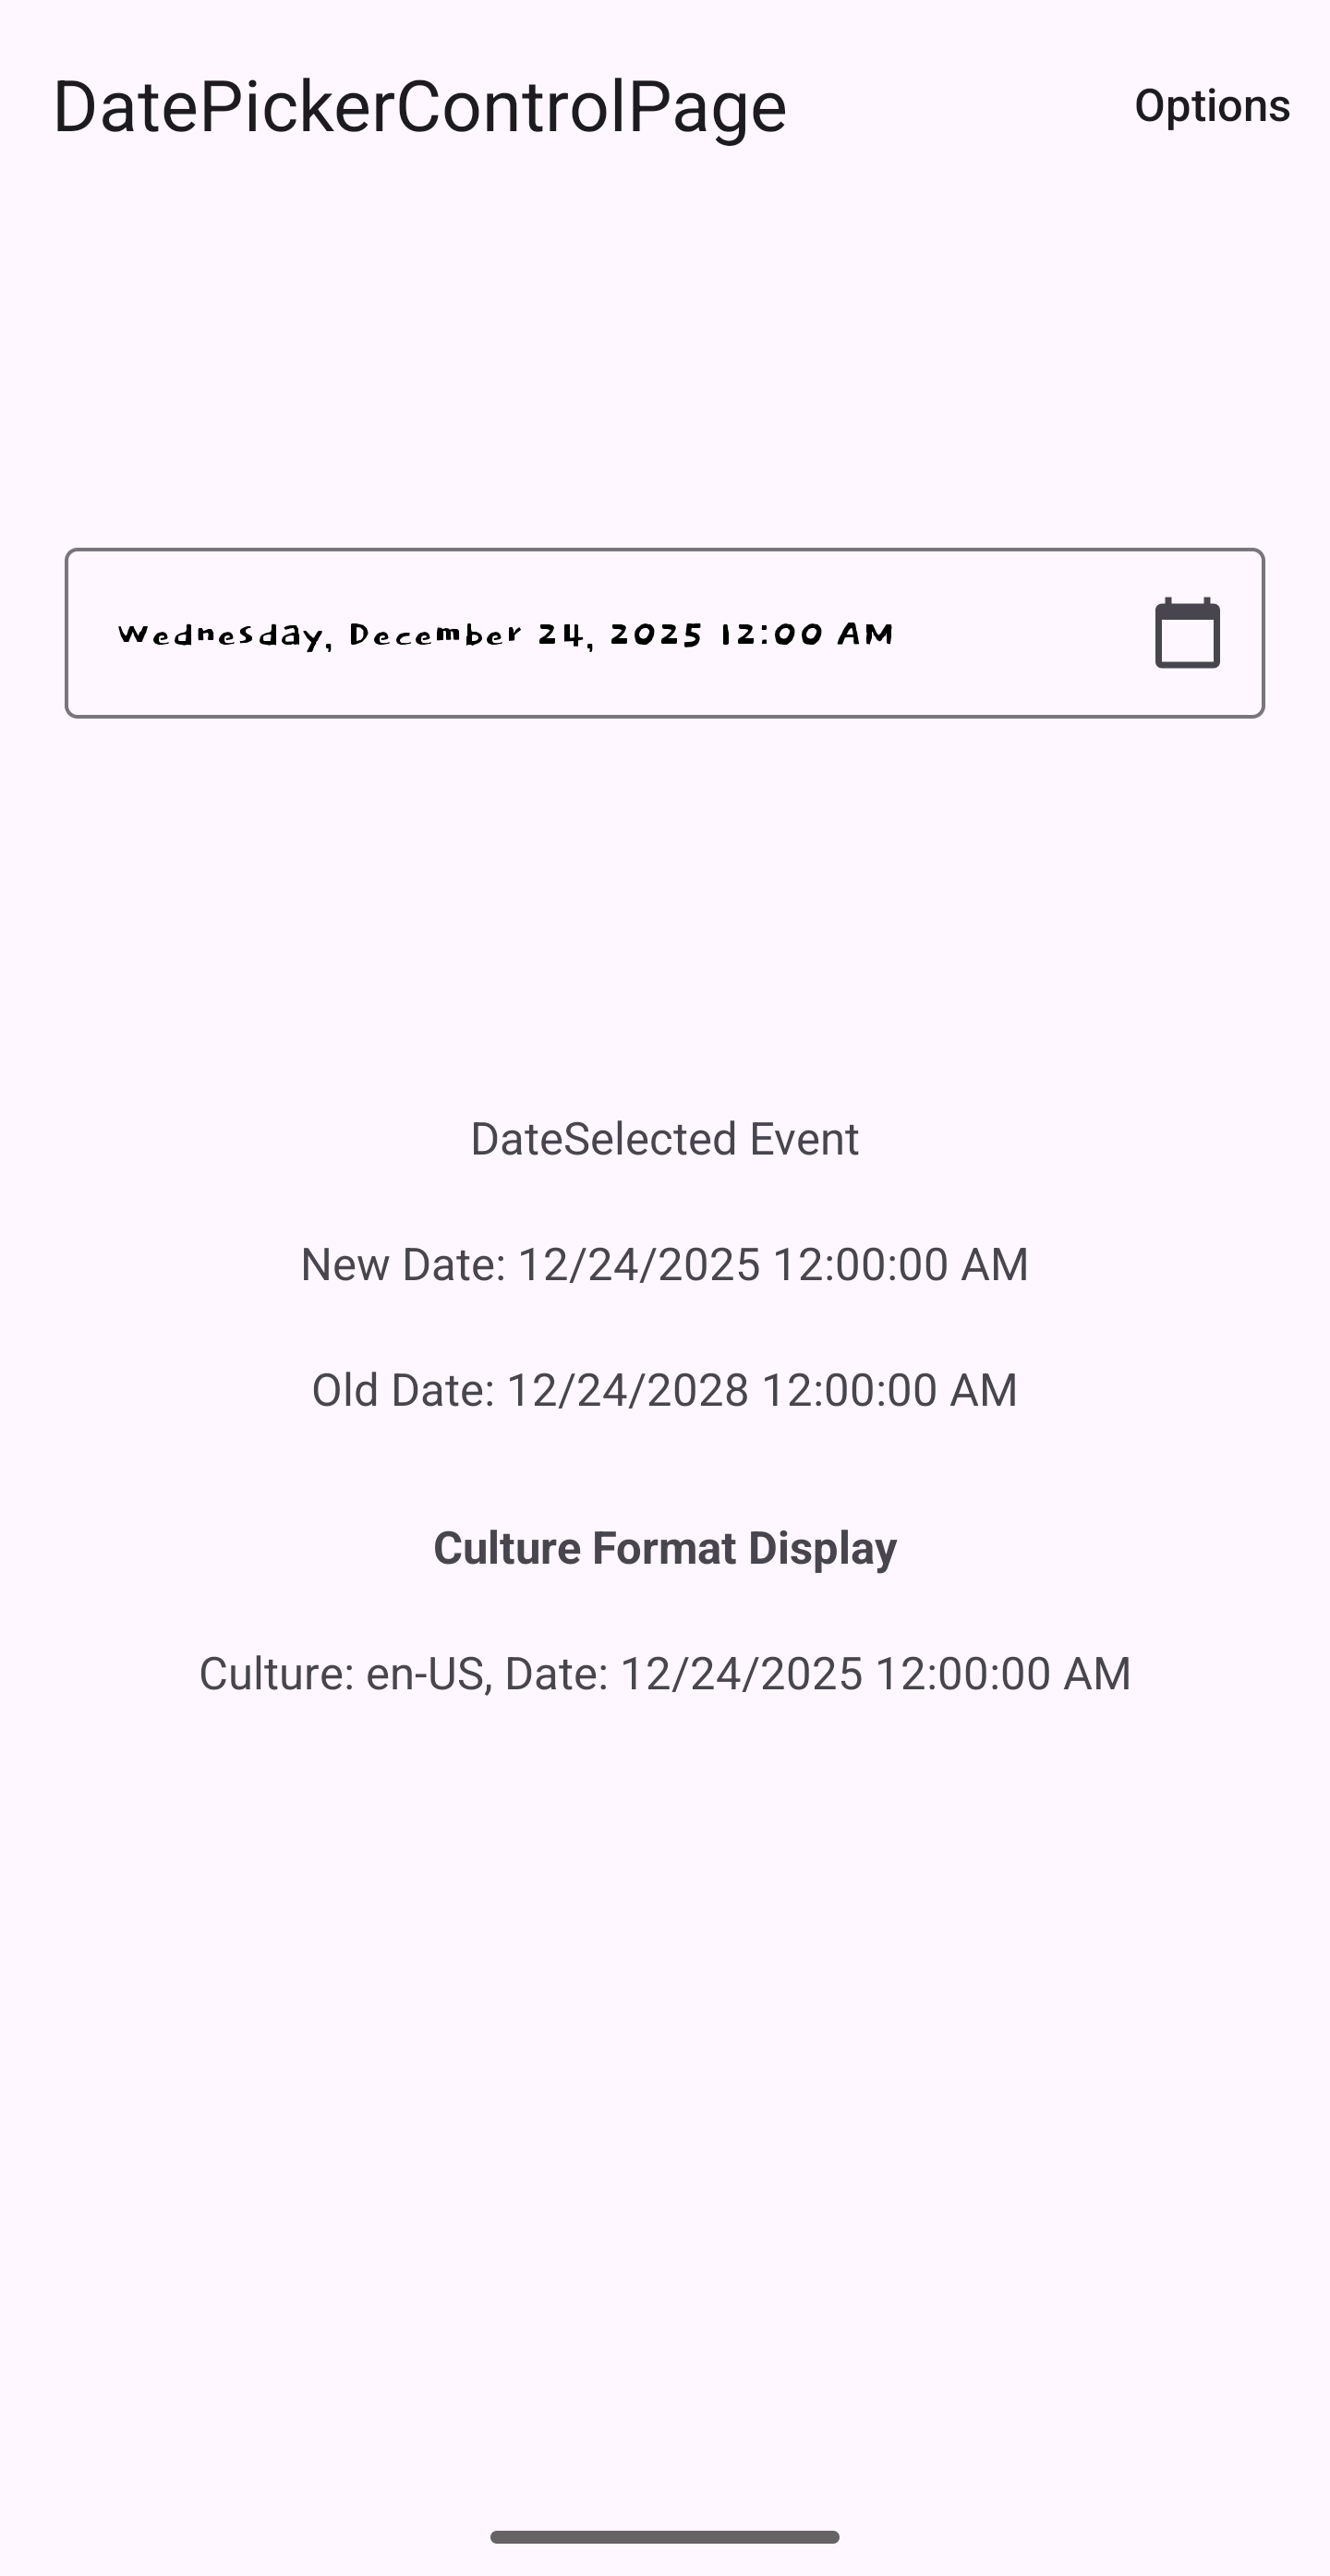 DatePickerControlPage
Options
Wednesday, December 24, 2025 12:00 AM
DateSelected Event
New Date: 12/24/2025 12:00:00 AM
Old Date: 12/24/2028 12:00:00 AM
Culture Format Display
Culture: en-US, Date: 12/24/2025 12:00:00 AM